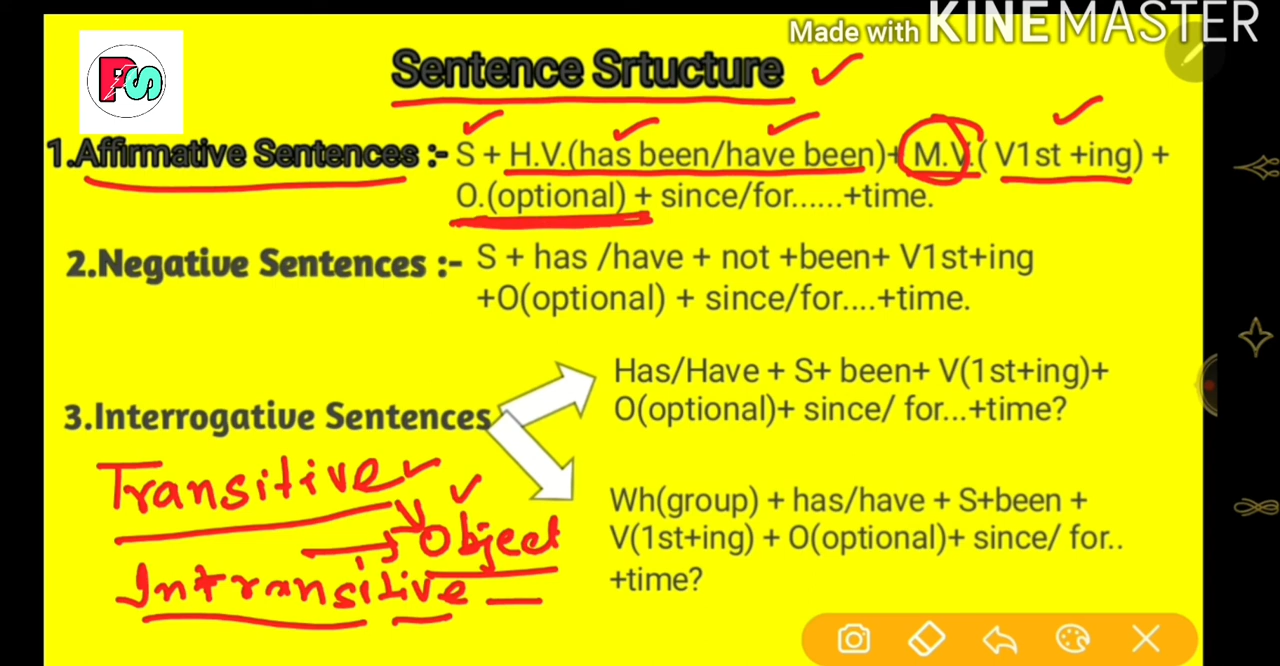 Made with KINEMASTER
PS
Sentence Srtucture
1.Affirmative Sentences :- S + H.V.(has been/have been)+ M.V.( V1st +ing) +
O.(optional) + since/for......+time.
2.Negative Sentences :- S + has /have + not +been+ V1st+ing
+O(optional) + since/for....+time.
Has/Have + S+ been+ V(1st+ing)+
O(optional)+ since/ for...+time?
3.Interrogative Sentences
Transitive
Object
Intransitive
Wh(group) + has/have + S+been +
V(1st+ing) + O(optional)+ since/ for..
+time?